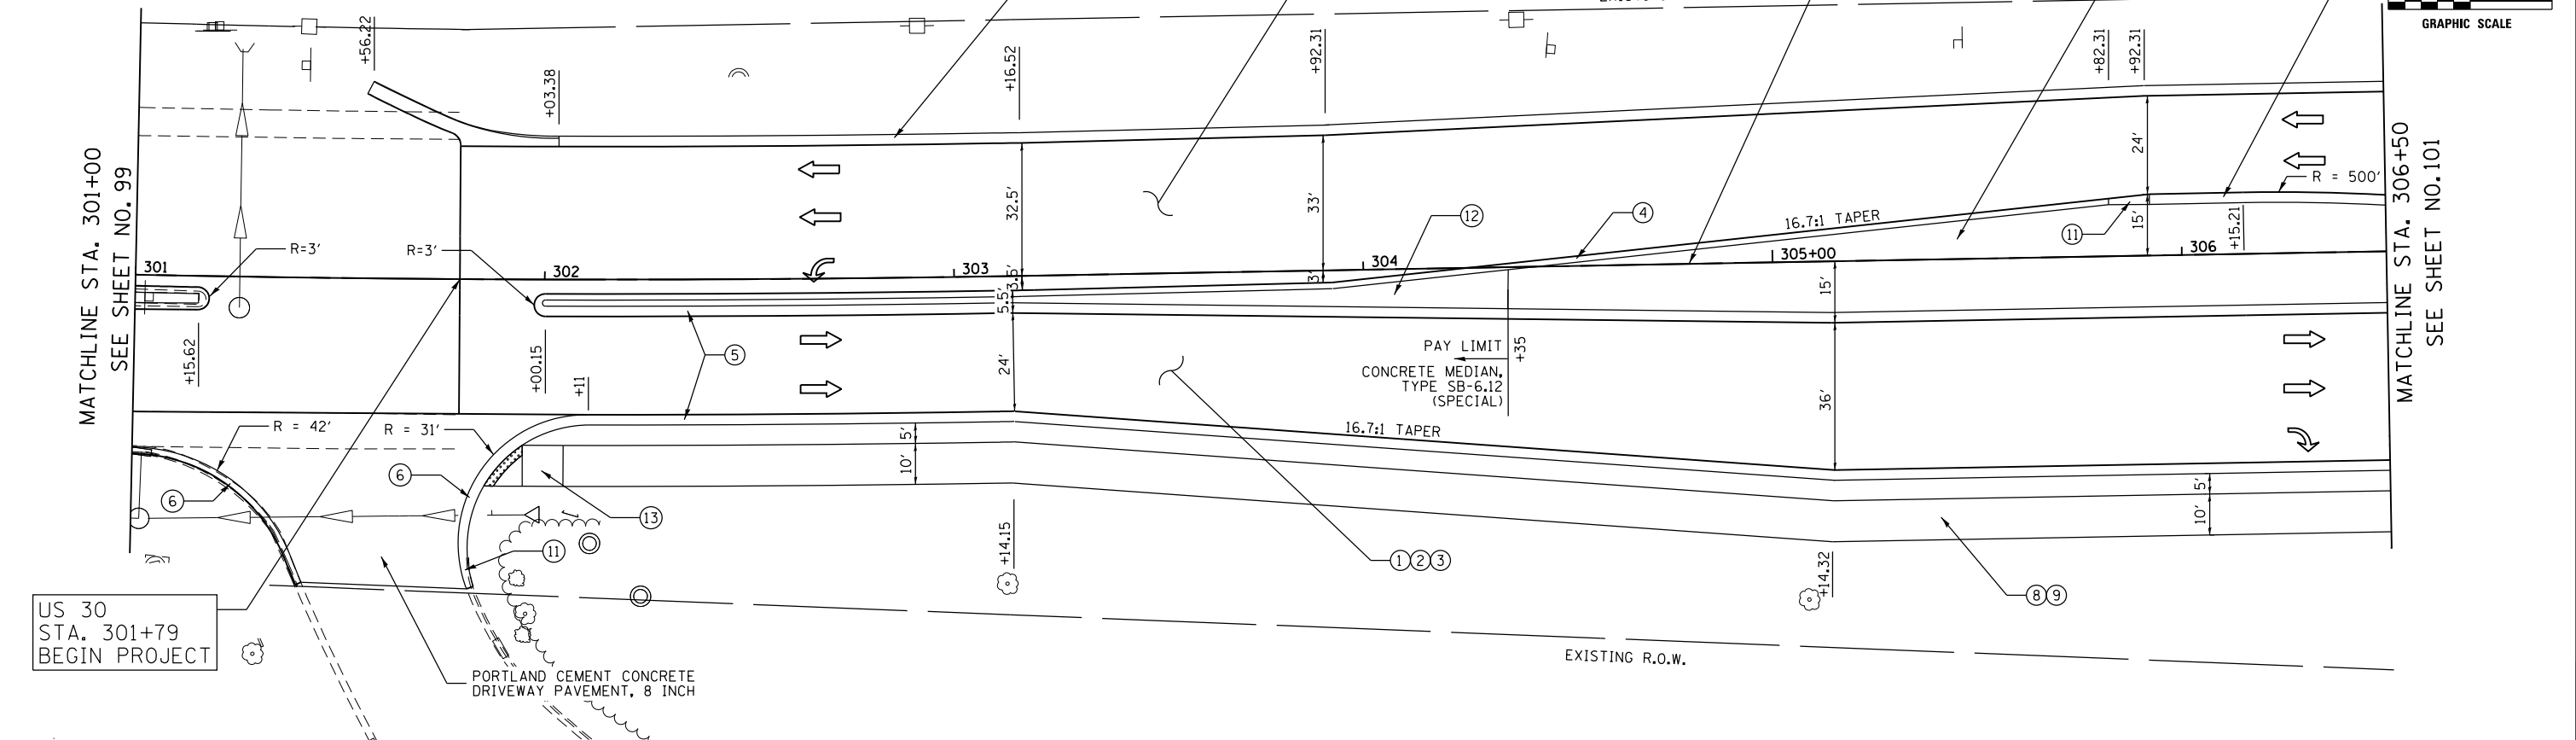 GRAPHIC SCALE
+56.22
+03.38
+16.52
+92.31
+82.31
+92.31
MATCHLINE STA. 301+00
SEE SHEET NO. 99
MATCHLINE STA. 306+50
SEE SHEET NO.101
24'
R = 500'
32.5'
33'
12
4
16.7:1 TAPER
11
15'
+15.21
R=3'
R=3'
301
302
303
304
305+00
306
3.5'
3'
5.5'
15'
+15.62
+00.15
+11
5
24'
PAY LIMIT
+35
CONCRETE MEDIAN,
TYPE SB-6.12
(SPECIAL)
36'
R = 42'
R = 31'
16.7:1 TAPER
5'
10'
6
6
13
5'
10'
11
+14.15
1 2 3
+14.32
8 9
US 30
STA. 301+79
BEGIN PROJECT
PORTLAND CEMENT CONCRETE
DRIVEWAY PAVEMENT, 8 INCH
EXISTING R.O.W.